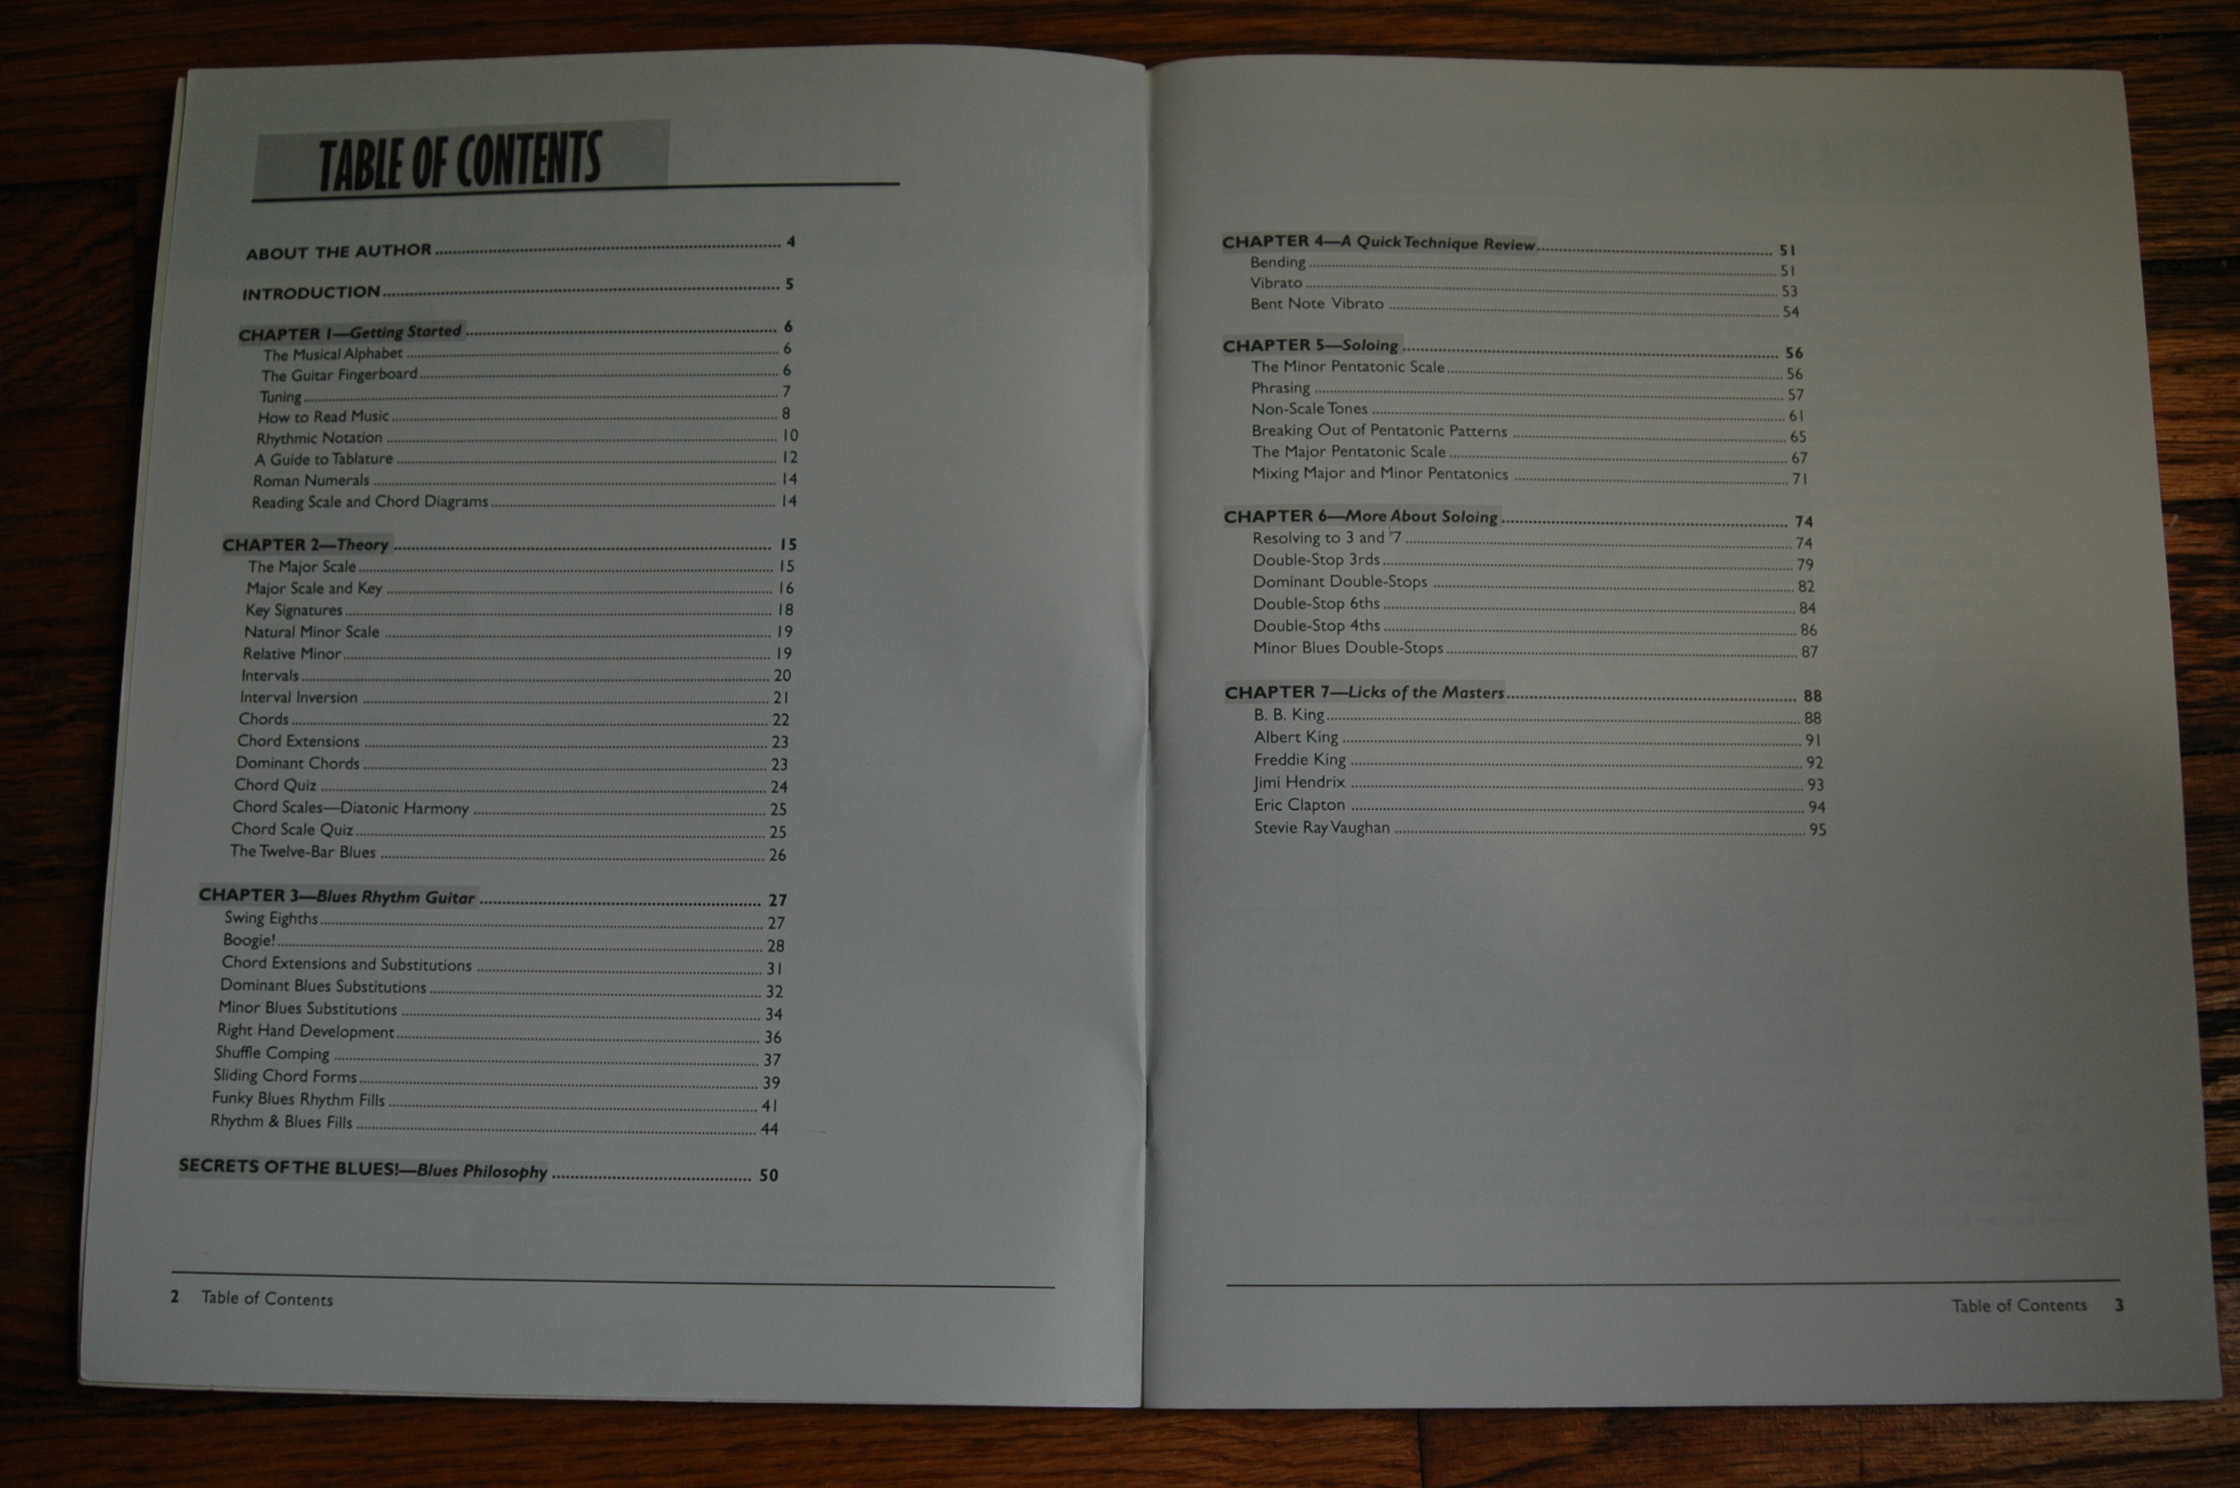 TABLE OF CONTENTS
ABOUT THE AUTHOR 4
INTRODUCTION 5
CHAPTER 1—Getting Started 6
The Musical Alphabet 6
The Guitar Fingerboard 6
Tuning 7
How to Read Music 8
Rhythmic Notation 10
A Guide to Tablature 12
Roman Numerals 14
Reading Scale and Chord Diagrams 14
CHAPTER 2—Theory 15
The Major Scale 15
Major Scale and Key 16
Key Signatures 18
Natural Minor Scale 19
Relative Minor 19
Intervals 20
Interval Inversion 21
Chords 22
Chord Extensions 23
Dominant Chords 23
Chord Quiz 24
Chord Scales—Diatonic Harmony 25
Chord Scale Quiz 25
The Twelve-Bar Blues 26
CHAPTER 3—Blues Rhythm Guitar 27
Swing Eighths 27
Boogie! 28
Chord Extensions and Substitutions 31
Dominant Blues Substitutions 32
Minor Blues Substitutions 34
Right Hand Development 36
Shuffle Comping 37
Sliding Chord Forms 39
Funky Blues Rhythm Fills 41
Rhythm & Blues Fills 44
SECRETS OF THE BLUES!—Blues Philosophy 50
2 Table of Contents
CHAPTER 4—A Quick Technique Review 51
Bending 51
Vibrato 53
Bent Note Vibrato 54
CHAPTER 5—Soloing 56
The Minor Pentatonic Scale 56
Phrasing 57
Non-Scale Tones 61
Breaking Out of Pentatonic Patterns 65
The Major Pentatonic Scale 67
Mixing Major and Minor Pentatonics 71
CHAPTER 6—More About Soloing 74
Resolving to 3 and ♭7 74
Double-Stop 3rds 79
Dominant Double-Stops 82
Double-Stop 6ths 84
Double-Stop 4ths 86
Minor Blues Double-Stops 87
CHAPTER 7—Licks of the Masters 88
B. B. King 88
Albert King 91
Freddie King 92
Jimi Hendrix 93
Eric Clapton 94
Stevie Ray Vaughan 95
Table of Contents 3